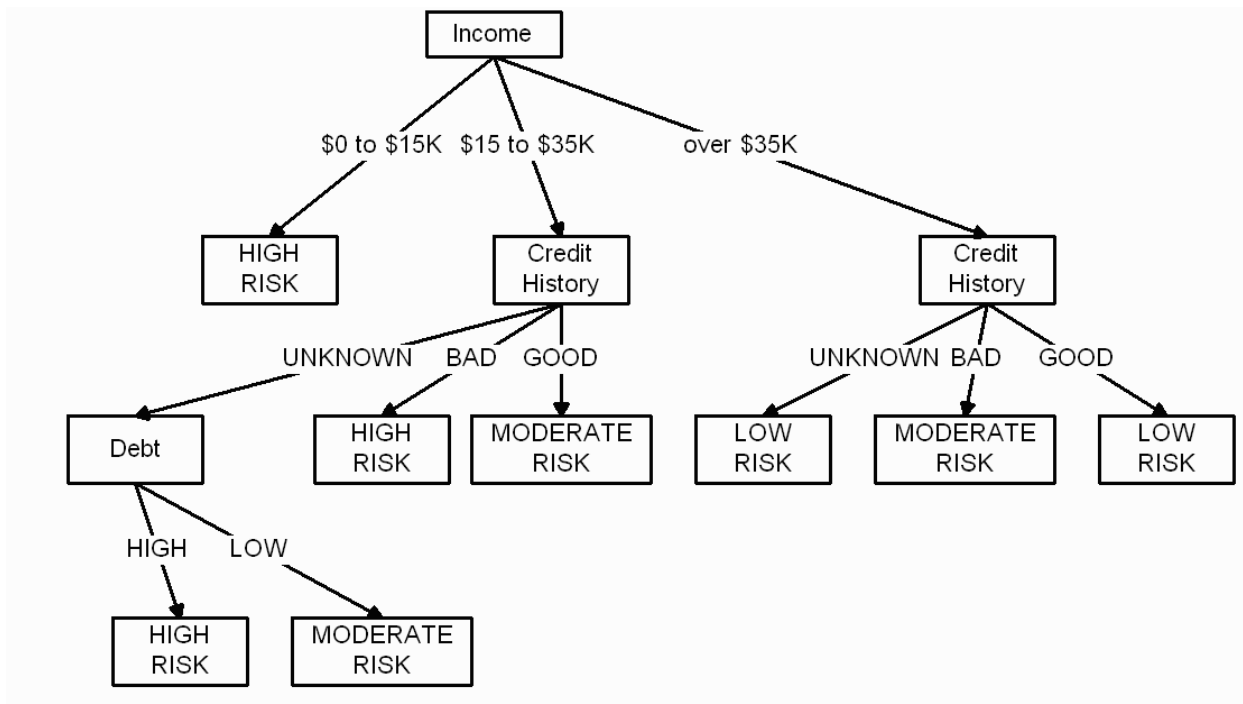 Income
$0 to $15K
$15 to $35K
over $35K
HIGH
RISK
Credit
History
Credit
History
UNKNOWN
BAD
GOOD
UNKNOWN
BAD
GOOD
Debt
HIGH
RISK
MODERATE
RISK
LOW
RISK
MODERATE
RISK
LOW
RISK
HIGH
LOW
HIGH
RISK
MODERATE
RISK